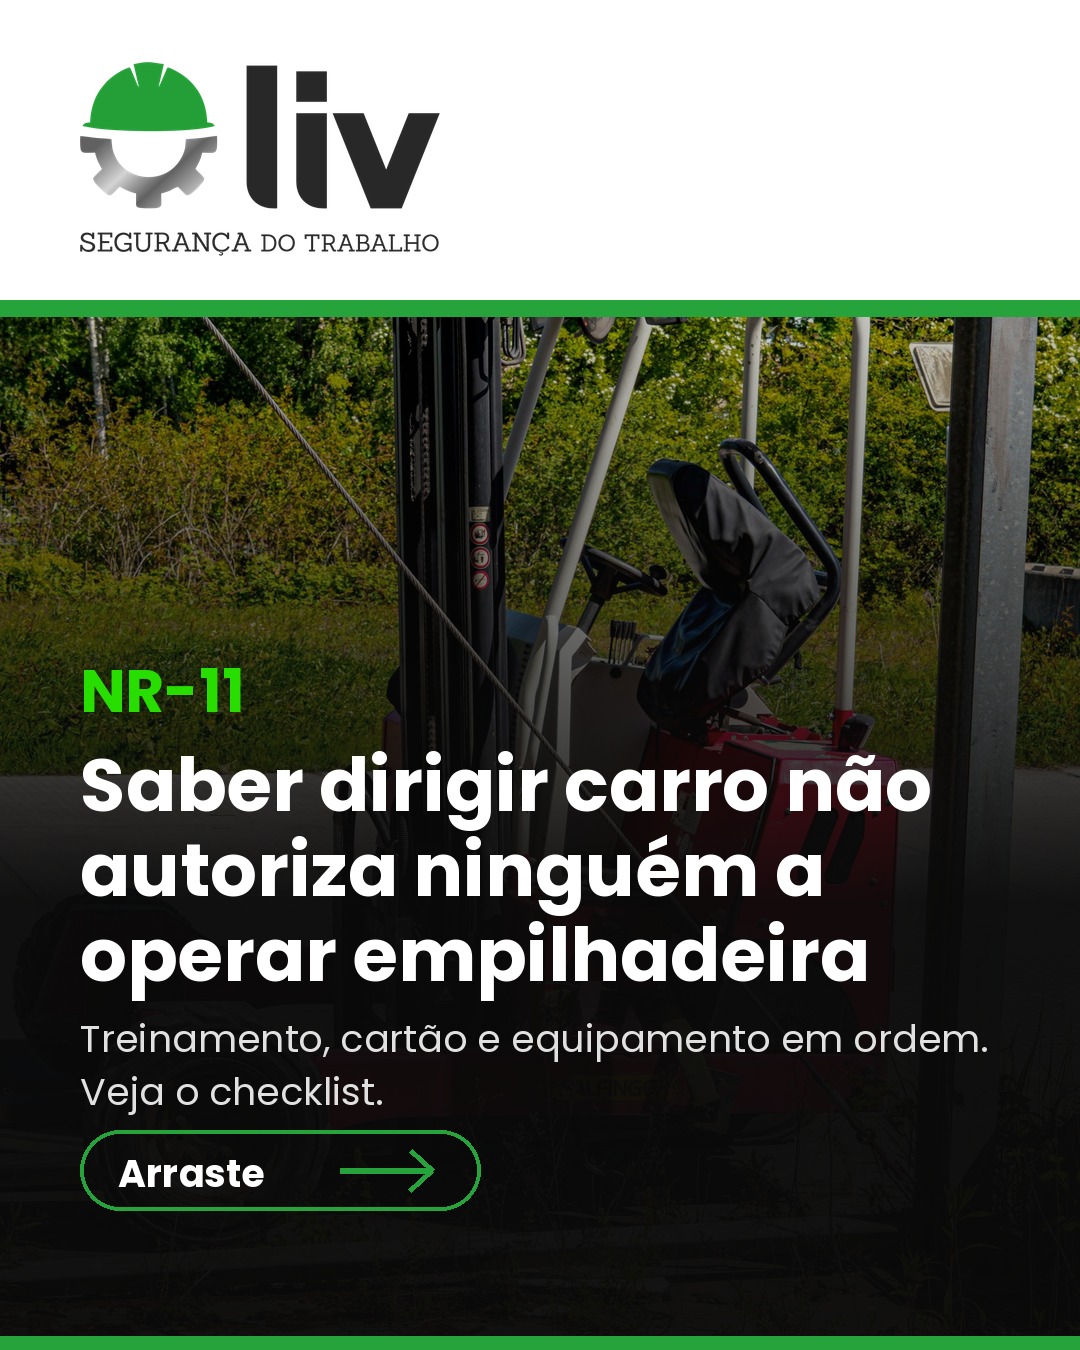 liv
SEGURANÇA DO TRABALHO
NR-11
Saber dirigir carro não
autoriza ninguém a
operar empilhadeira
Treinamento, cartão e equipamento em ordem.
Veja o checklist.
Arraste